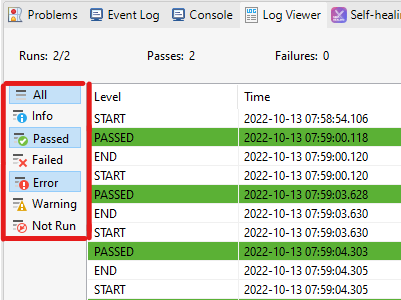 Problems Event Log Console Log Viewer Self-healin
Runs: 2/2 Passes: 2 Failures: 0
All
Info
Passed
Failed
Error
Warning
Not Run
Level Time
START 2022-10-13 07:58:54.106
PASSED 2022-10-13 07:59:00.118
END 2022-10-13 07:59:00.120
START 2022-10-13 07:59:00.120
PASSED 2022-10-13 07:59:03.628
END 2022-10-13 07:59:03.630
START 2022-10-13 07:59:03.630
PASSED 2022-10-13 07:59:04.303
END 2022-10-13 07:59:04.305
START 2022-10-13 07:59:04.305